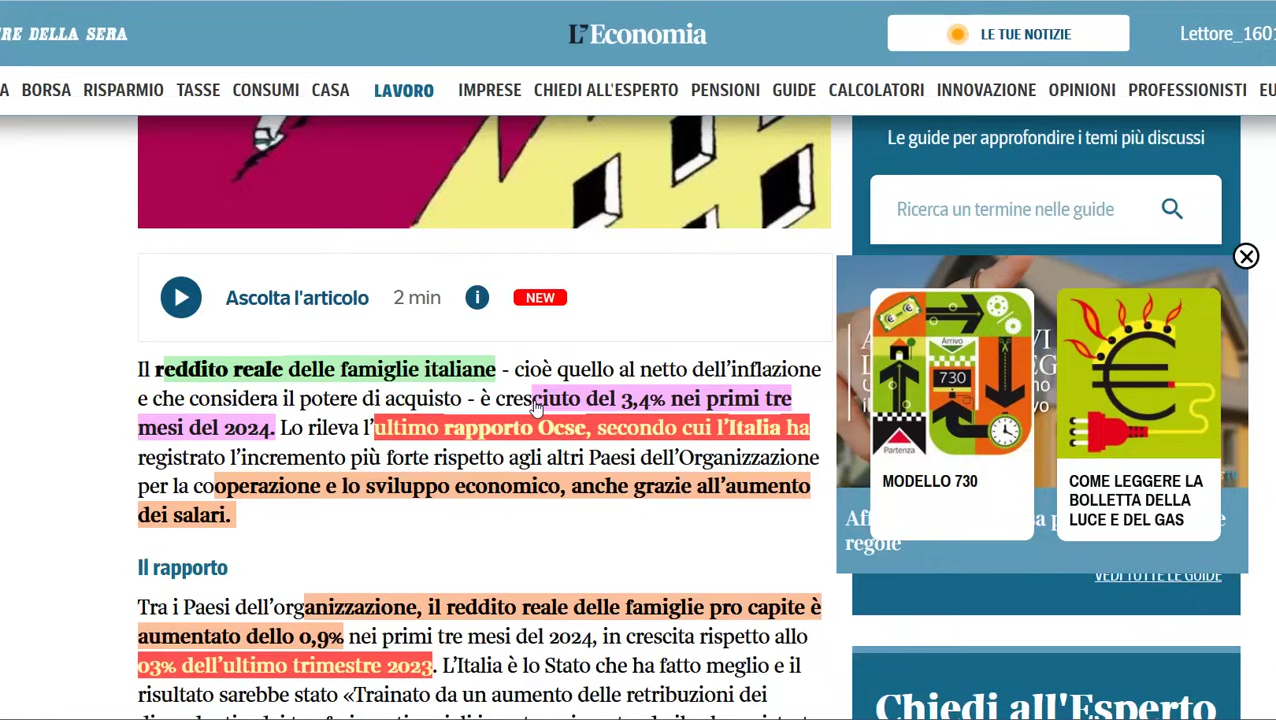 RE DELLA SERA
L'Economia
LE TUE NOTIZIE
Lettore_1601
A BORSA RISPARMIO TASSE CONSUMI CASA LAVORO IMPRESE CHIEDI ALL'ESPERTO PENSIONI GUIDE CALCOLATORI INNOVAZIONE OPINIONI PROFESSIONISTI EU
Ascolta l'articolo 2 min i NEW
Il reddito reale delle famiglie italiane - cioè quello al netto dell’inflazione
e che considera il potere di acquisto - è cresciuto del 3,4% nei primi tre
mesi del 2024. Lo rileva l’ultimo rapporto Ocse, secondo cui l’Italia ha
registrato l’incremento più forte rispetto agli altri Paesi dell’Organizzazione
per la cooperazione e lo sviluppo economico, anche grazie all’aumento
dei salari.
Il rapporto
Tra i Paesi dell’organizzazione, il reddito reale delle famiglie pro capite è
aumentato dello 0,9% nei primi tre mesi del 2024, in crescita rispetto allo
03% dell’ultimo trimestre 2023. L’Italia è lo Stato che ha fatto meglio e il
risultato sarebbe stato «Trainato da un aumento delle retribuzioni dei
Le guide per approfondire i temi più discussi
Ricerca un termine nelle guide
Arrivo
730
Partenza
MODELLO 730
COME LEGGERE LA
BOLLETTA DELLA
LUCE E DEL GAS
regole
VEDI TUTTE LE GUIDE
Chiedi all'Esperto